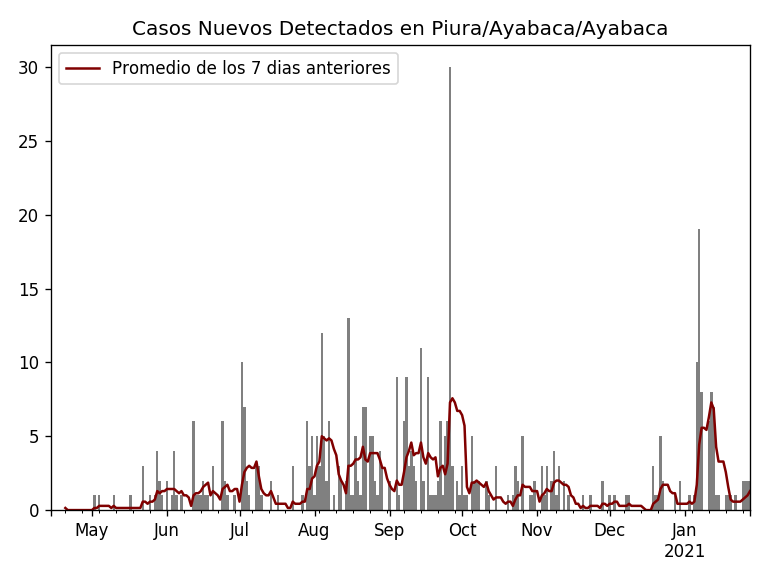 Casos Nuevos Detectados en Piura/Ayabaca/Ayabaca
Promedio de los 7 dias anteriores
30
25
20
15
10
5
0
May Jun Jul Aug Sep Oct Nov Dec Jan
2021